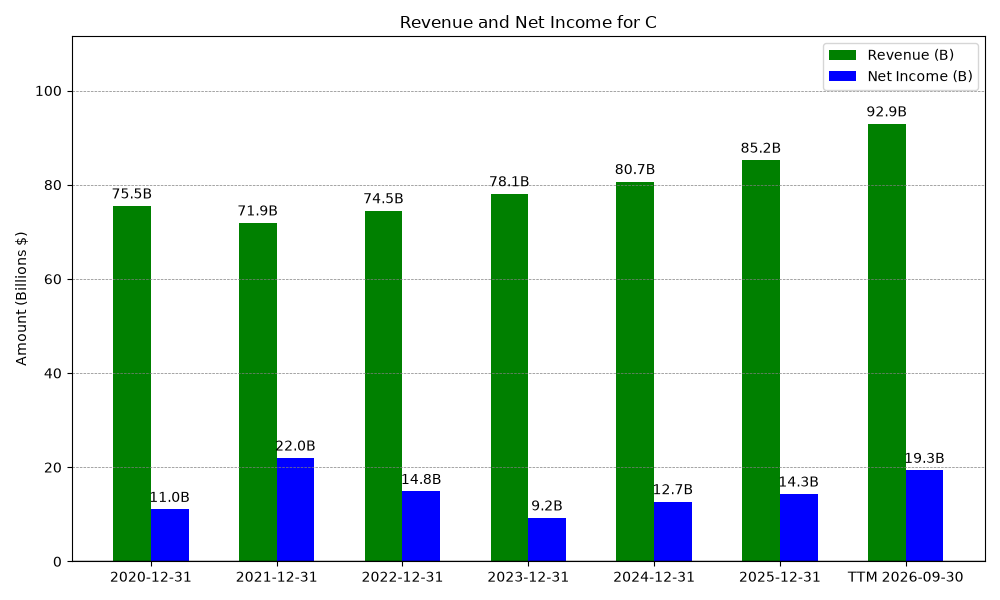 Revenue and Net Income for C
Revenue (B)
Net Income (B)
Amount (Billions $)
100
80
60
40
20
0
75.5B
71.9B
74.5B
78.1B
80.7B
85.2B
92.9B
11.0B
22.0B
14.8B
9.2B
12.7B
14.3B
19.3B
2020-12-31
2021-12-31
2022-12-31
2023-12-31
2024-12-31
2025-12-31
TTM 2026-09-30